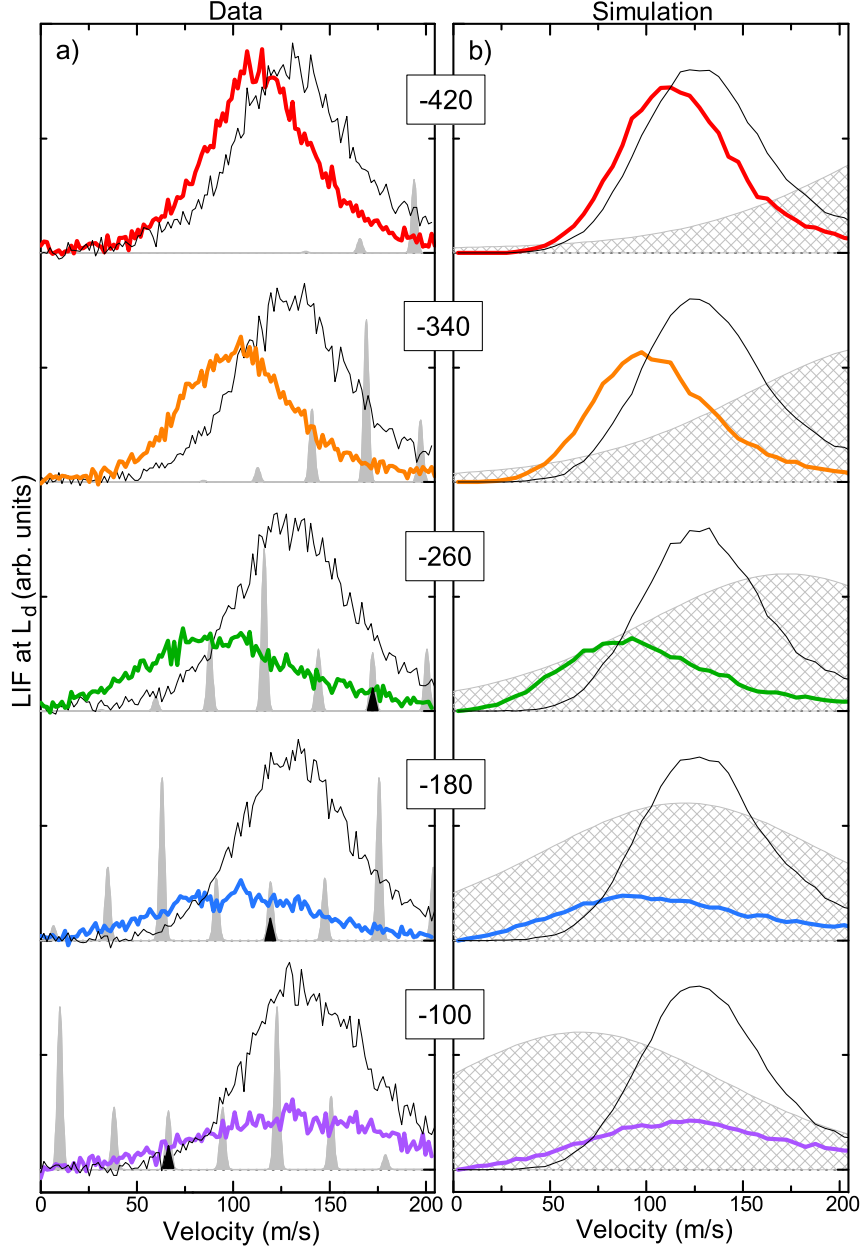 Data
Simulation
a)
b)
-420
-340
-260
-180
-100
LIF at L_d (arb. units)
0 50 100 150 200
0 50 100 150 200
Velocity (m/s)
Velocity (m/s)